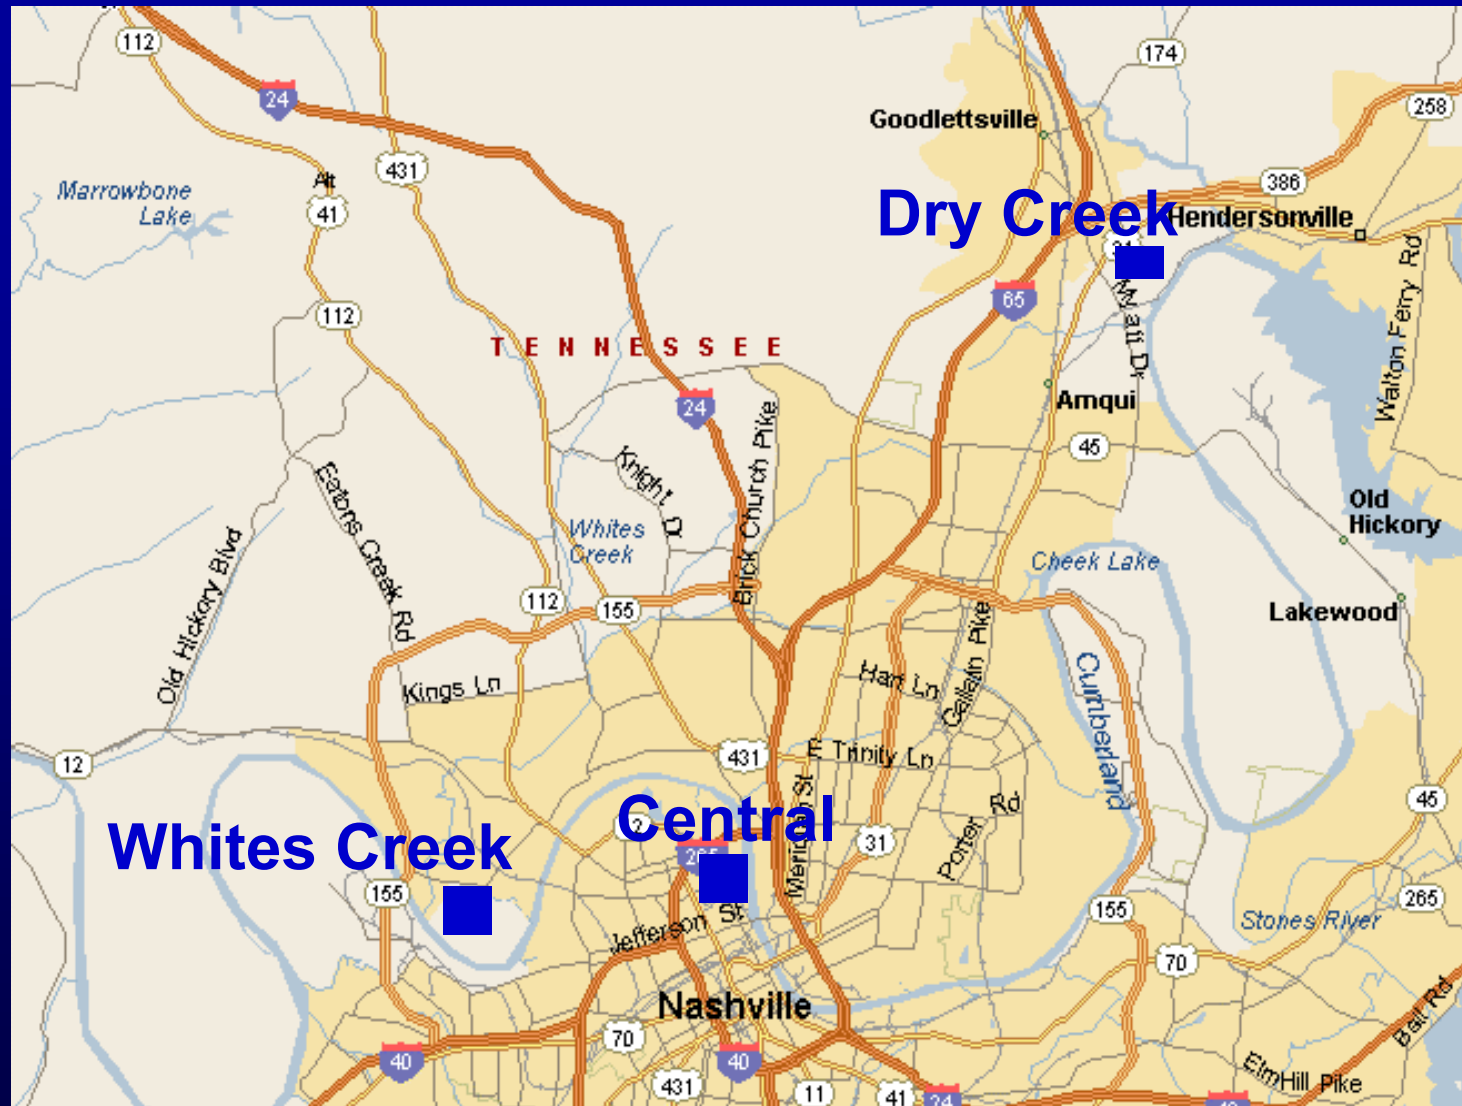 112
24
174
258
Goodlettsville
431
Alt
41
Marrowbone
Lake
386
Dry Creek
Hendersonville
65
112
TENNESSEE
Walton Ferry Rd
24
Amqui
Brick Church Pike
45
Knight Dr
Eatons Creek Rd
Old Hickory Blvd
Whites
Creek
Old
Hickory
Cheek Lake
112
155
Lakewood
Gallatin Pike
Kings Ln
Hart Ln
Cumberland
12
431
E Trinity Ln
Meridian St
Porter Rd
45
Central
Whites Creek
31
265
155
155
265
Jefferson St
Stones River
70
Nashville
Ball Rd
70
40
40
431
11
41
24
Elm Hill Pike